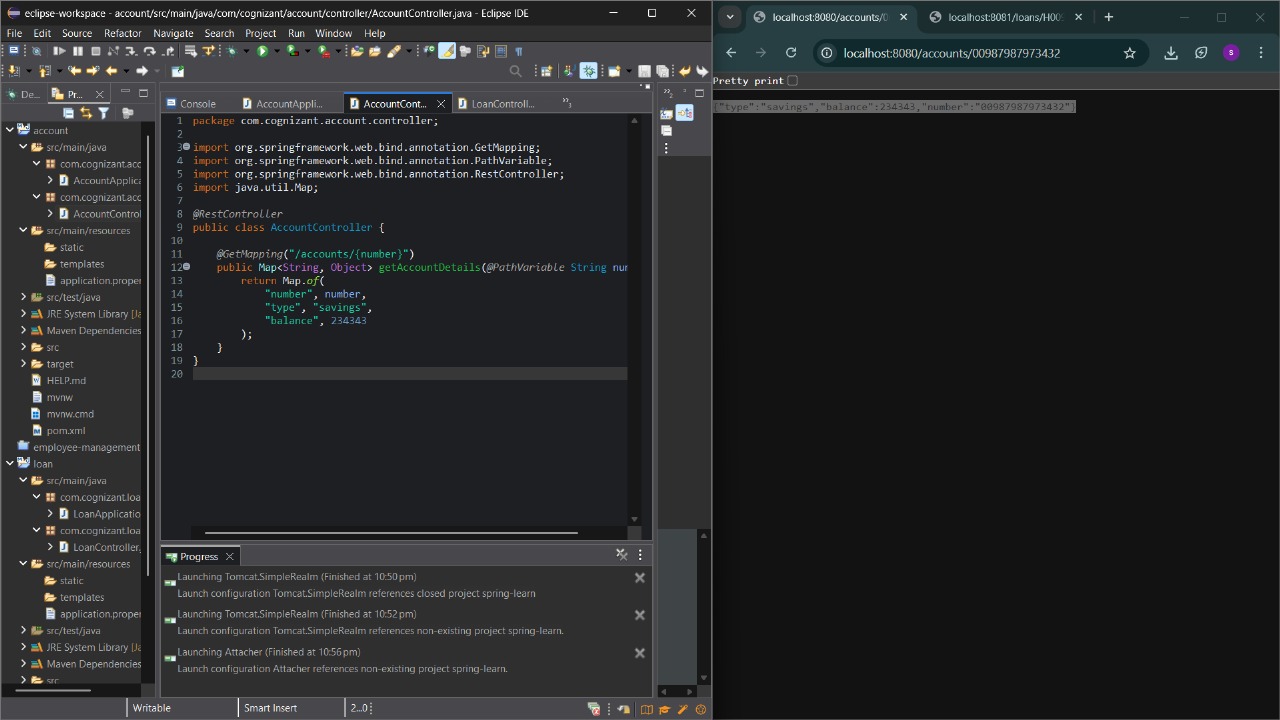 eclipse-workspace - account/src/main/java/com/cognizant/account/controller/AccountController.java - Eclipse IDE
File Edit Source Refactor Navigate Search Project Run Window Help
De...
Pr...
account
src/main/java
com.cognizant.acc
AccountApplica
com.cognizant.acc
AccountControl
src/main/resources
static
templates
application.proper
src/test/java
JRE System Library [Ja
Maven Dependencies
src
target
HELP.md
mvnw
mvnw.cmd
pom.xml
employee-management
loan
src/main/java
com.cognizant.loa
LoanApplicatio
com.cognizant.loa
LoanController.
src/main/resources
static
templates
application.proper
src/test/java
JRE System Library [Ja
Maven Dependencies
src
Console
AccountAppli...
AccountCont...
LoanControll...
»1
1 package com.cognizant.account.controller;
2
3 import org.springframework.web.bind.annotation.GetMapping;
4 import org.springframework.web.bind.annotation.PathVariable;
5 import org.springframework.web.bind.annotation.RestController;
6 import java.util.Map;
7
8 @RestController
9 public class AccountController {
10
11 @GetMapping("/accounts/{number}")
12 public Map<String, Object> getAccountDetails(@PathVariable String num
13 return Map.of(
14 "number", number,
15 "type", "savings",
16 "balance", 234343
17 );
18 }
19 }
20
Progress
Launching Tomcat.SimpleRealm (Finished at 10:50 pm)
Launch configuration Tomcat.SimpleRealm references closed project spring-learn
Launching Tomcat.SimpleRealm (Finished at 10:52 pm)
Launch configuration Tomcat.SimpleRealm references non-existing project spring-learn.
Launching Attacher (Finished at 10:56 pm)
Launch configuration Attacher references non-existing project spring-learn.
Writable
Smart Insert
2...0
»2
localhost:8080/accounts/0
localhost:8081/loans/H00
localhost:8080/accounts/00987987973432
s
Pretty print
{"type":"savings","balance":234343,"number":"00987987973432"}